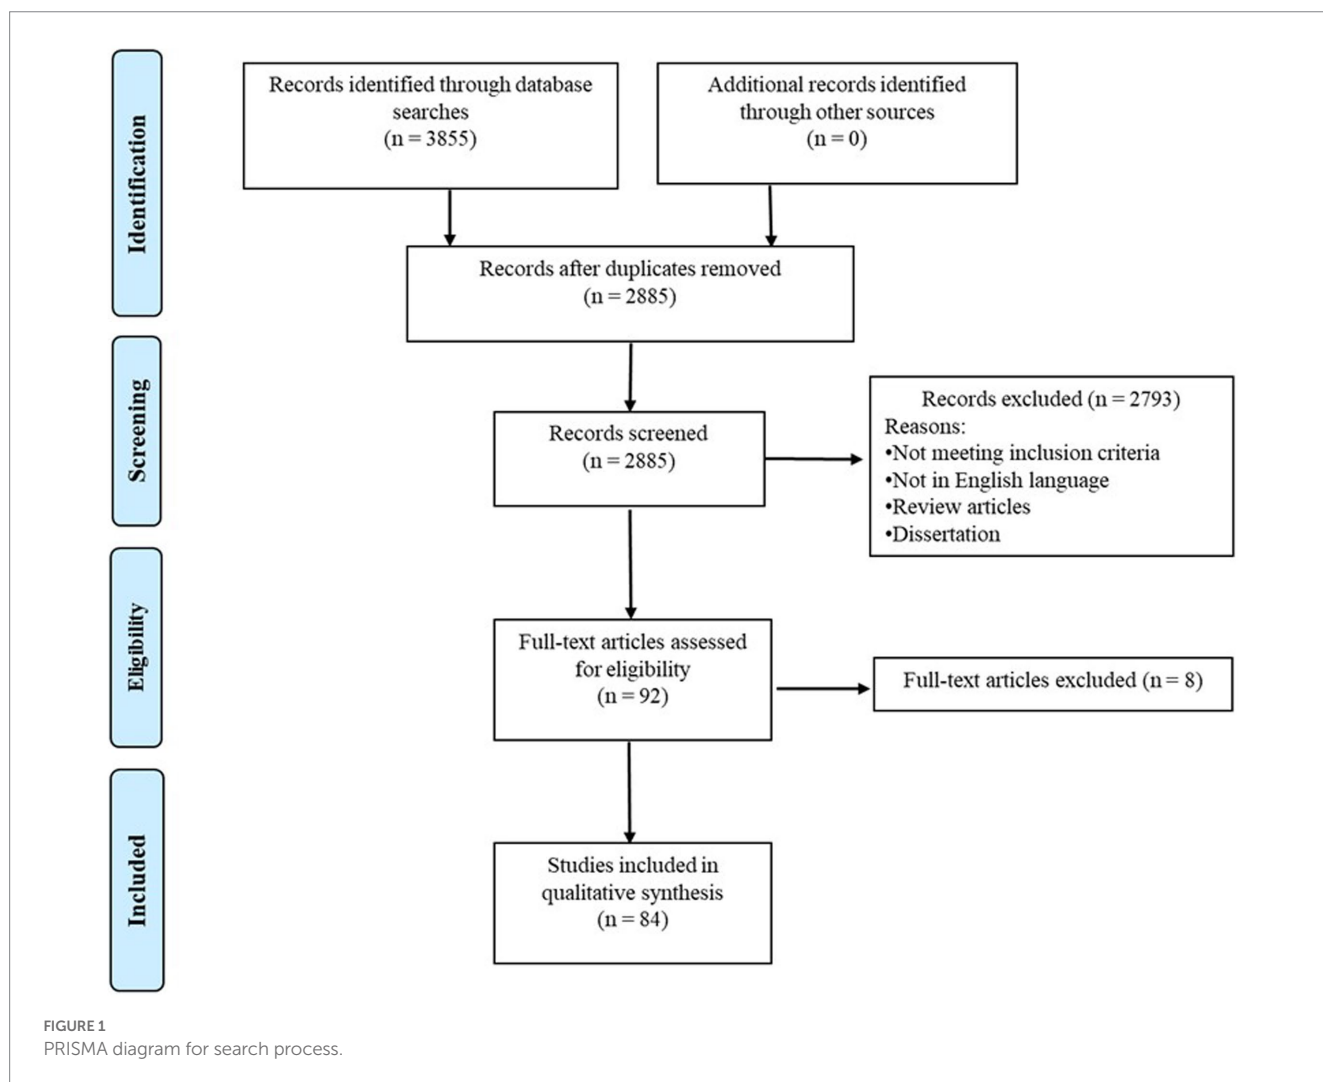 Identification
Records identified through database
searches
(n = 3855)
Additional records identified
through other sources
(n = 0)
Records after duplicates removed
(n = 2885)
Screening
Records screened
(n = 2885)
Records excluded (n = 2793)
Reasons:
•Not meeting inclusion criteria
•Not in English language
•Review articles
•Dissertation
Eligibility
Full-text articles assessed
for eligibility
(n = 92)
Full-text articles excluded (n = 8)
Included
Studies included in
qualitative synthesis
(n = 84)
FIGURE 1
PRISMA diagram for search process.